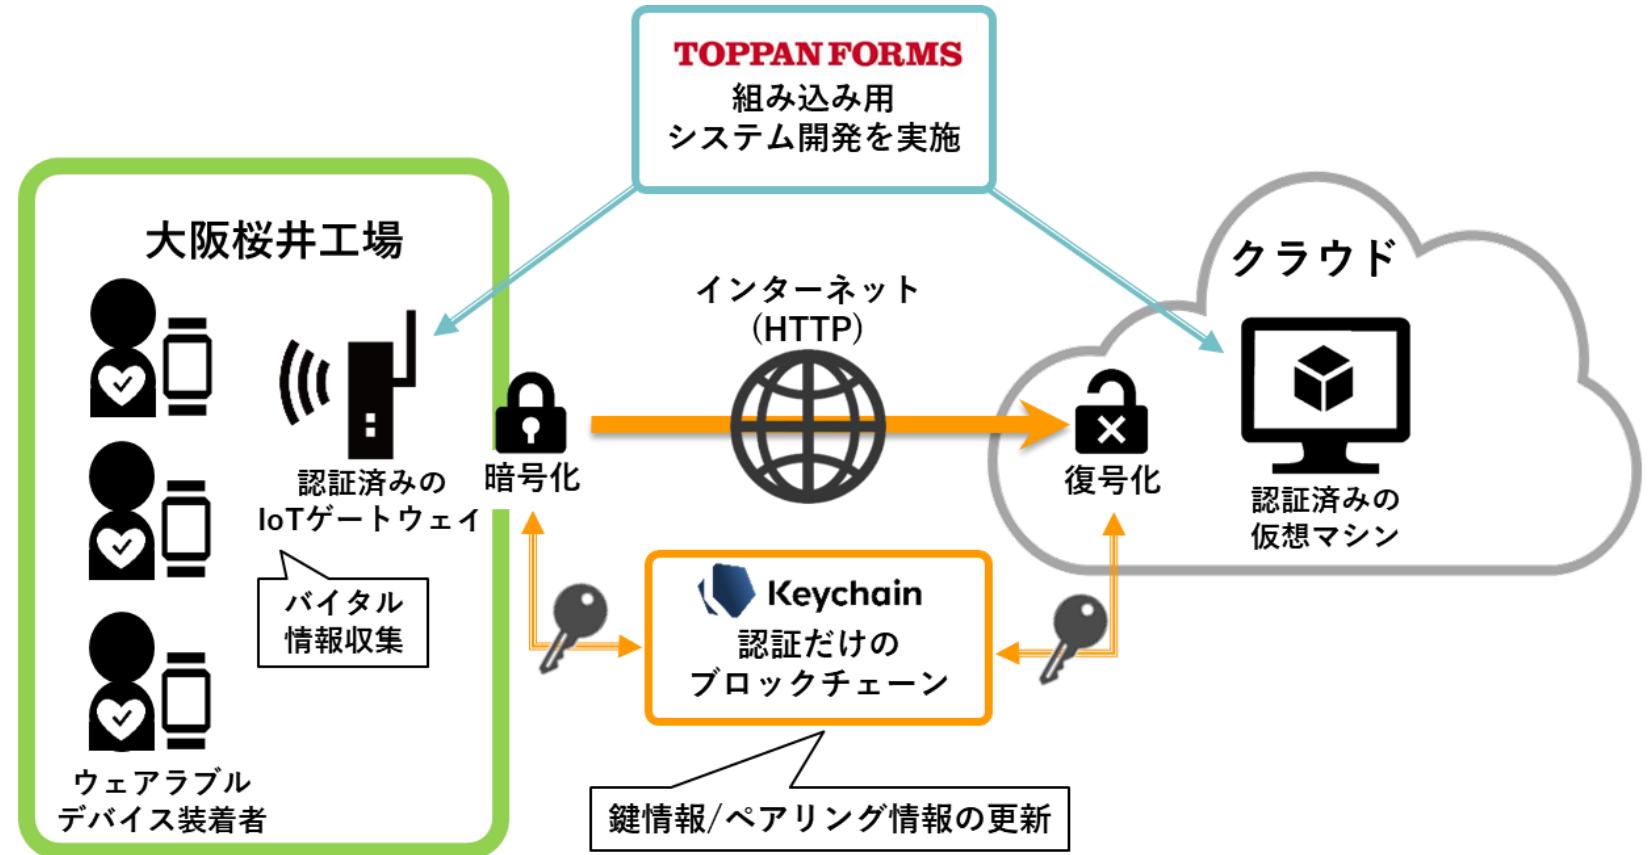 TOPPAN FORMS
組み込み用
システム開発を実施
大阪桜井工場
クラウド
インターネット
(HTTP)
認証済みの
IoTゲートウェイ
暗号化
復号化
認証済みの
仮想マシン
バイタル
情報収集
Keychain
認証だけの
ブロックチェーン
ウェアラブル
デバイス装着者
鍵情報/ペアリング情報の更新